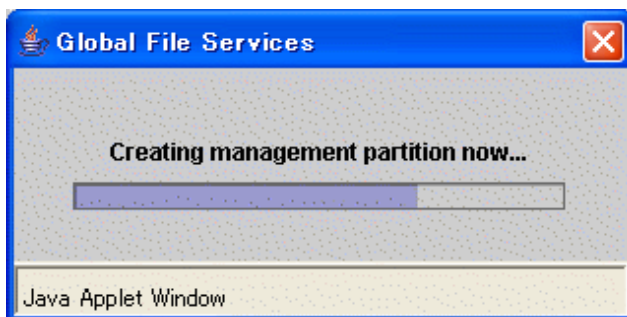 Global File Services
Creating management partition now...
Java Applet Window